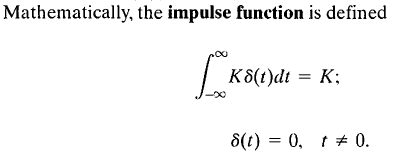 Mathematically, the impulse function is defined
∫_{-∞}^{∞} Kδ(t)dt = K;
δ(t) = 0, t ≠ 0.